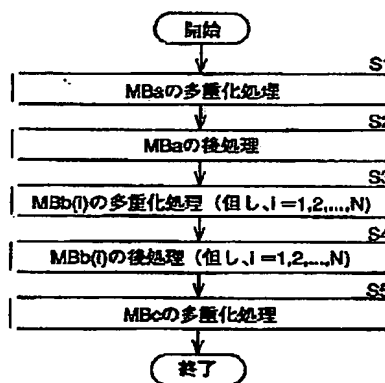 開始
S1
MBaの多重化処理
S2
MBaの後処理
S3
MBb(i)の多重化処理（但し、i＝1,2,...,N）
S4
MBb(i)の後処理（但し、i＝1,2,...,N）
S5
MBcの多重化処理
終了